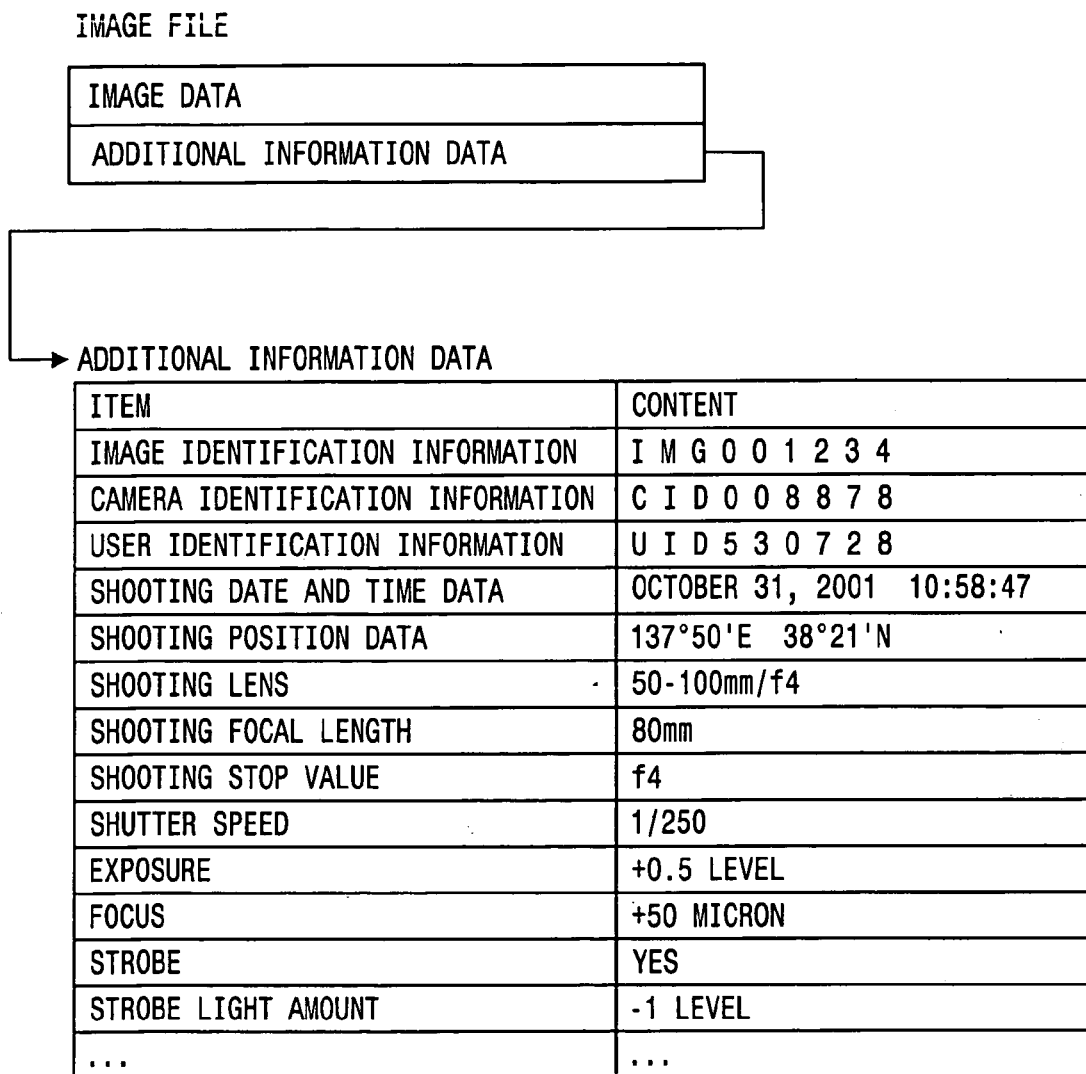 IMAGE FILE
IMAGE DATA
ADDITIONAL INFORMATION DATA
ADDITIONAL INFORMATION DATA
ITEM CONTENT
IMAGE IDENTIFICATION INFORMATION I M G 0 0 1 2 3 4
CAMERA IDENTIFICATION INFORMATION C I D 0 0 8 8 7 8
USER IDENTIFICATION INFORMATION U I D 5 3 0 7 2 8
SHOOTING DATE AND TIME DATA OCTOBER 31, 2001 10:58:47
SHOOTING POSITION DATA 137°50'E 38°21'N
SHOOTING LENS 50-100mm/f4
SHOOTING FOCAL LENGTH 80mm
SHOOTING STOP VALUE f4
SHUTTER SPEED 1/250
EXPOSURE +0.5 LEVEL
FOCUS +50 MICRON
STROBE YES
STROBE LIGHT AMOUNT -1 LEVEL
... ...